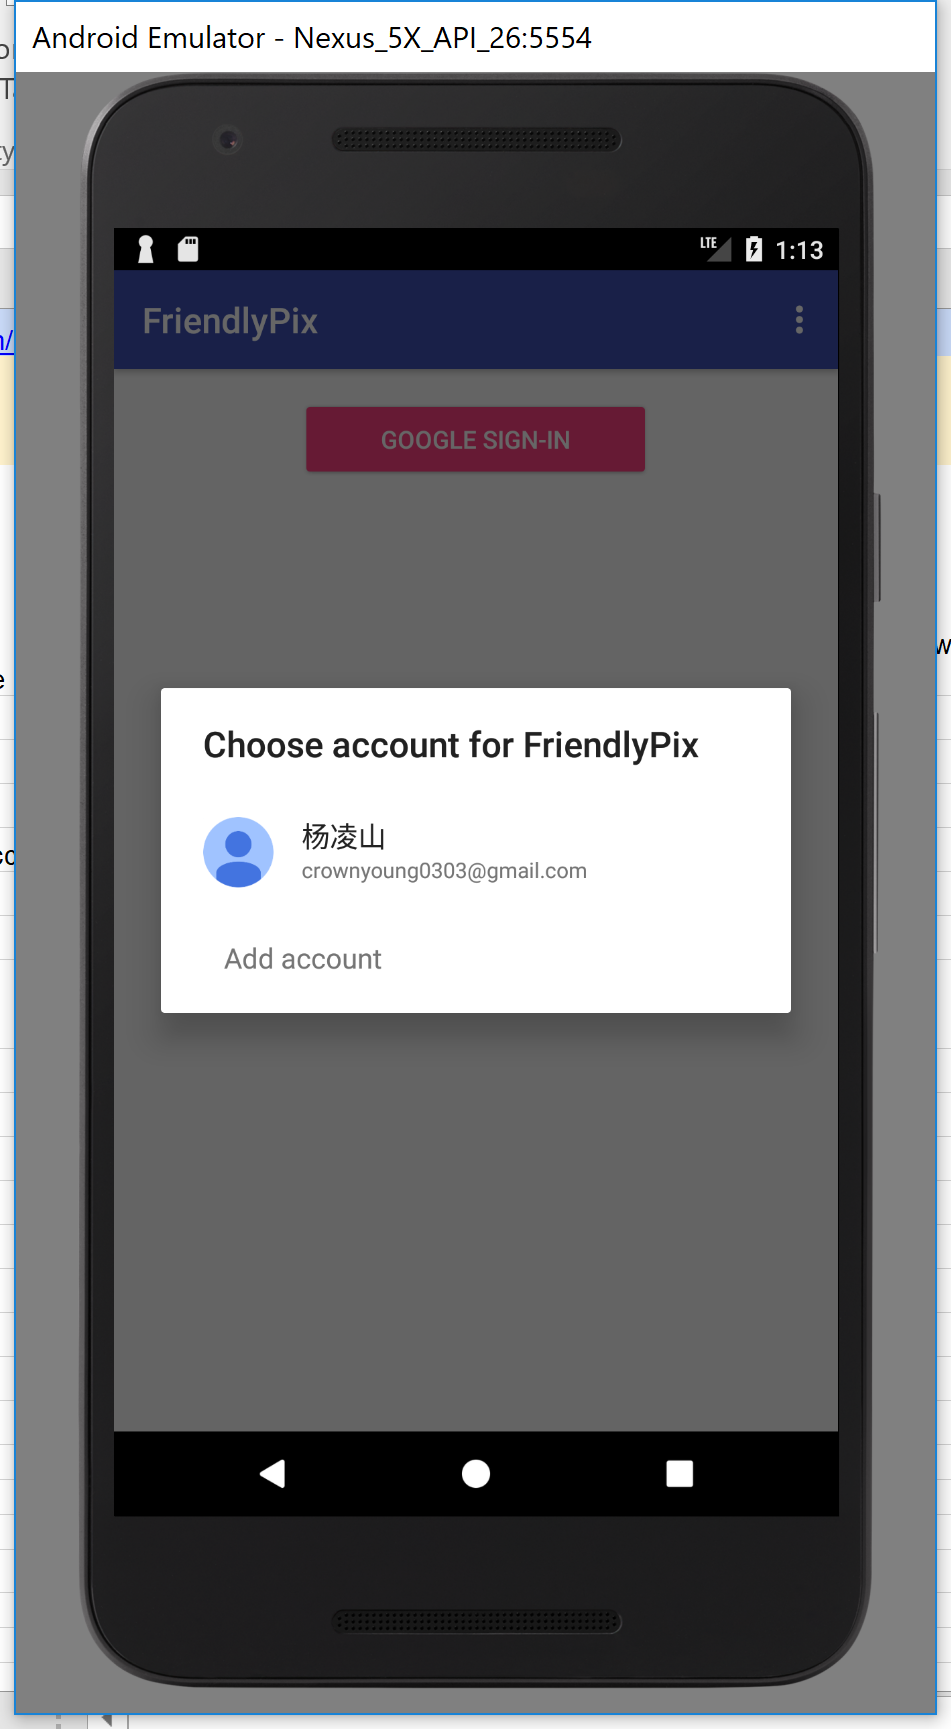 Android Emulator - Nexus_5X_API_26:5554
LTE 1:13
FriendlyPix
GOOGLE SIGN-IN
Choose account for FriendlyPix
杨凌山
crownyoung0303@gmail.com
Add account